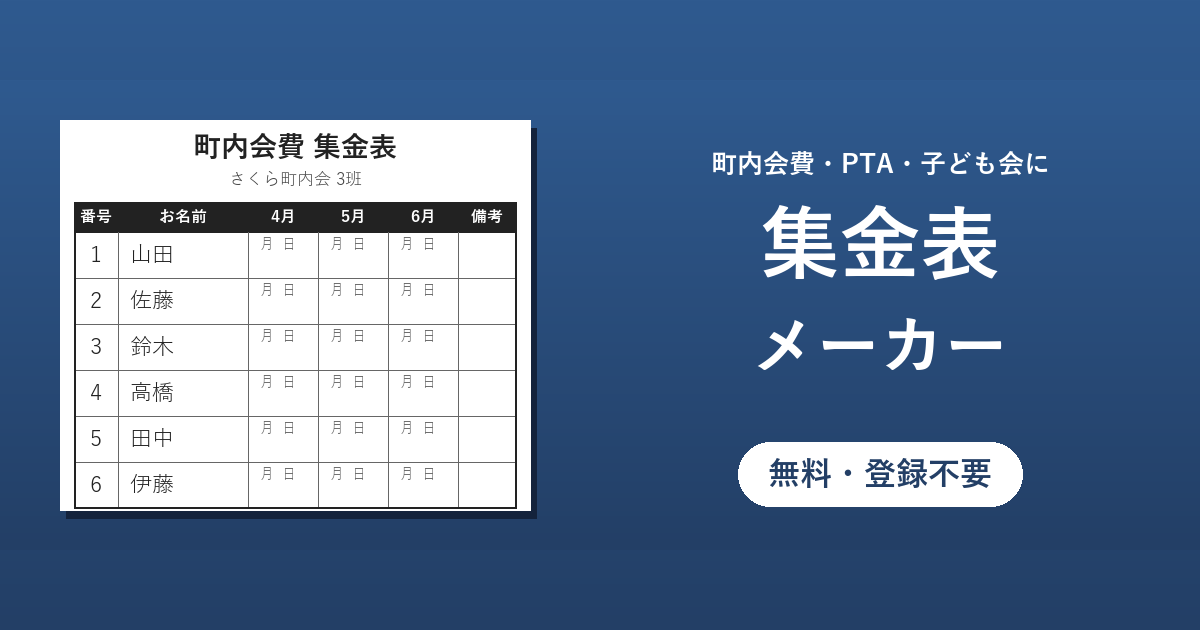 町内会費 集金表
さくら町内会 3班
番号 お名前 4月 5月 6月 備考
1 山田 月 日 月 日 月 日
2 佐藤 月 日 月 日 月 日
3 鈴木 月 日 月 日 月 日
4 高橋 月 日 月 日 月 日
5 田中 月 日 月 日 月 日
6 伊藤 月 日 月 日 月 日
町内会費・PTA・子ども会に
集金表
メーカー
無料・登録不要